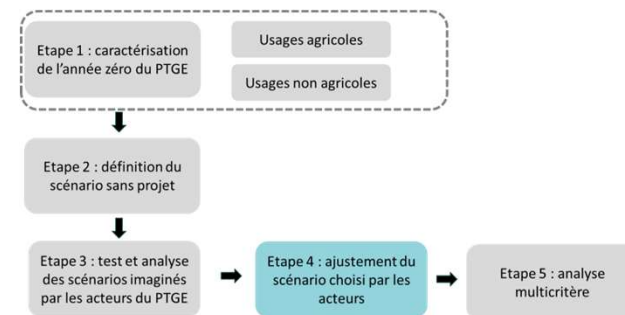 Etape 1 : caractérisation
de l'année zéro du PTGE
Usages agricoles
Usages non agricoles
Etape 2 : définition du
scénario sans projet
Etape 3 : test et analyse
des scénarios imaginés
par les acteurs du PTGE
Etape 4 : ajustement du
scénario choisi par les
acteurs
Etape 5 : analyse
multicritère